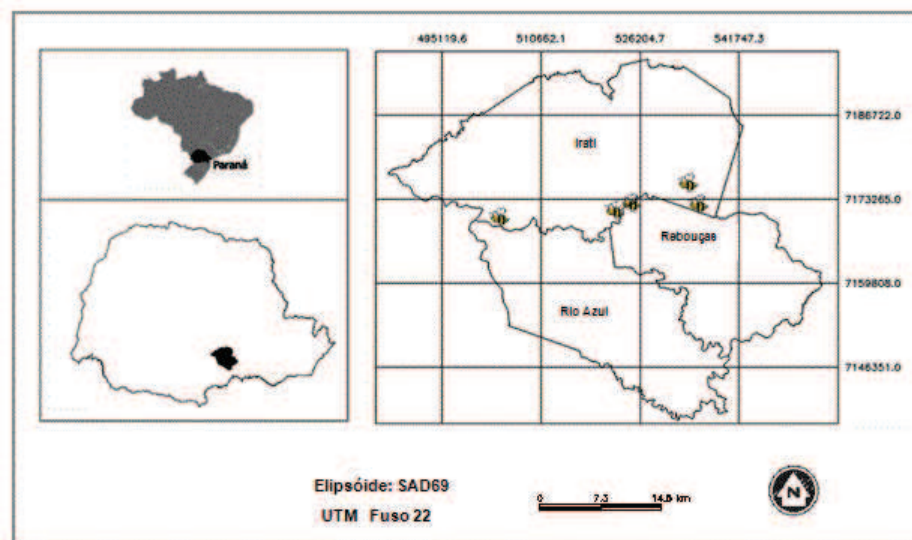 495119.6 510662.1 526204.7 541747.3
Paraná
7186722.0
Irati
7173265.0
Rebouças
7159808.0
Rio Azul
7146351.0
Elipsóide: SAD69
UTM Fuso 22
0 7.3 14.6 km
N